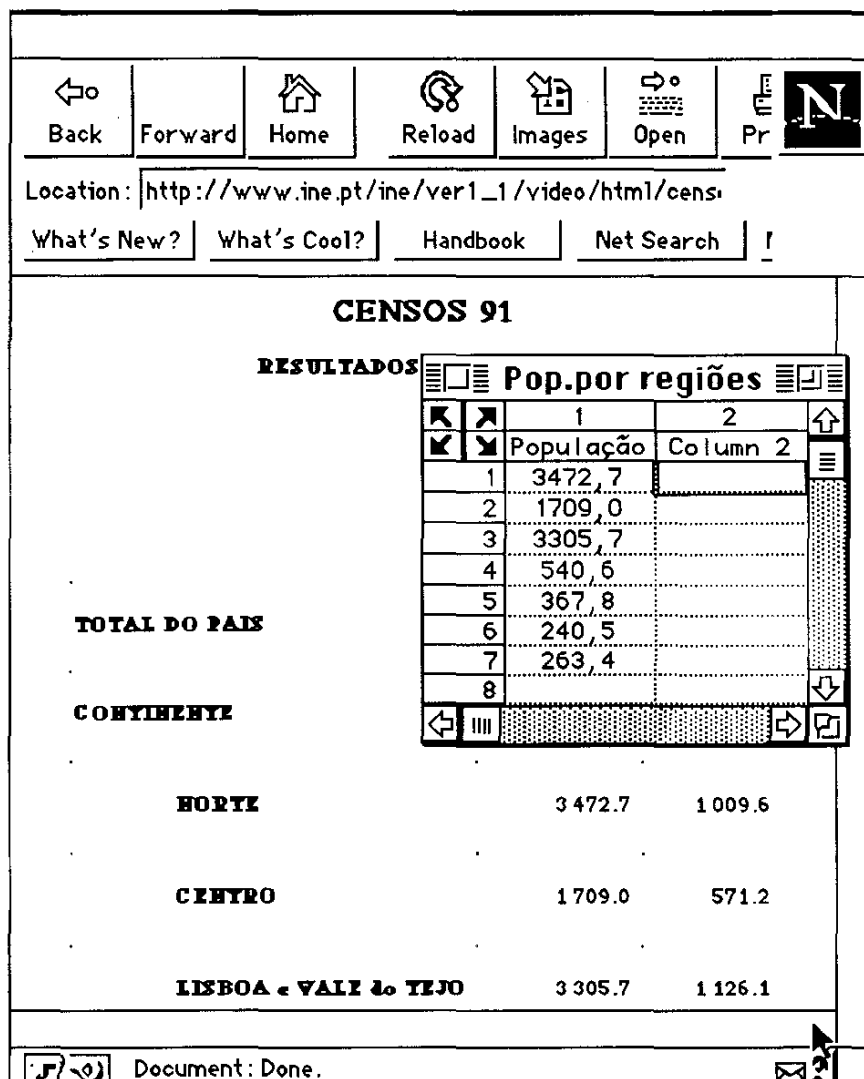 Back Forward Home Reload Images Open Pr N
Location: http://www.ine.pt/ine/ver1_1/video/html/cens
What's New? What's Cool? Handbook Net Search
CENSOS 91
RESULTADOS
Pop.por regiões
1 2
População Column 2
1 3472,7
2 1709,0
3 3305,7
4 540,6
5 367,8
6 240,5
7 263,4
8
TOTAL DO PAIS
CONTINENTE
NORTE 3 472.7 1 009.6
CENTRO 1 709.0 571.2
LISBOA e VALE do TEJO 3 305.7 1 126.1
Document: Done.